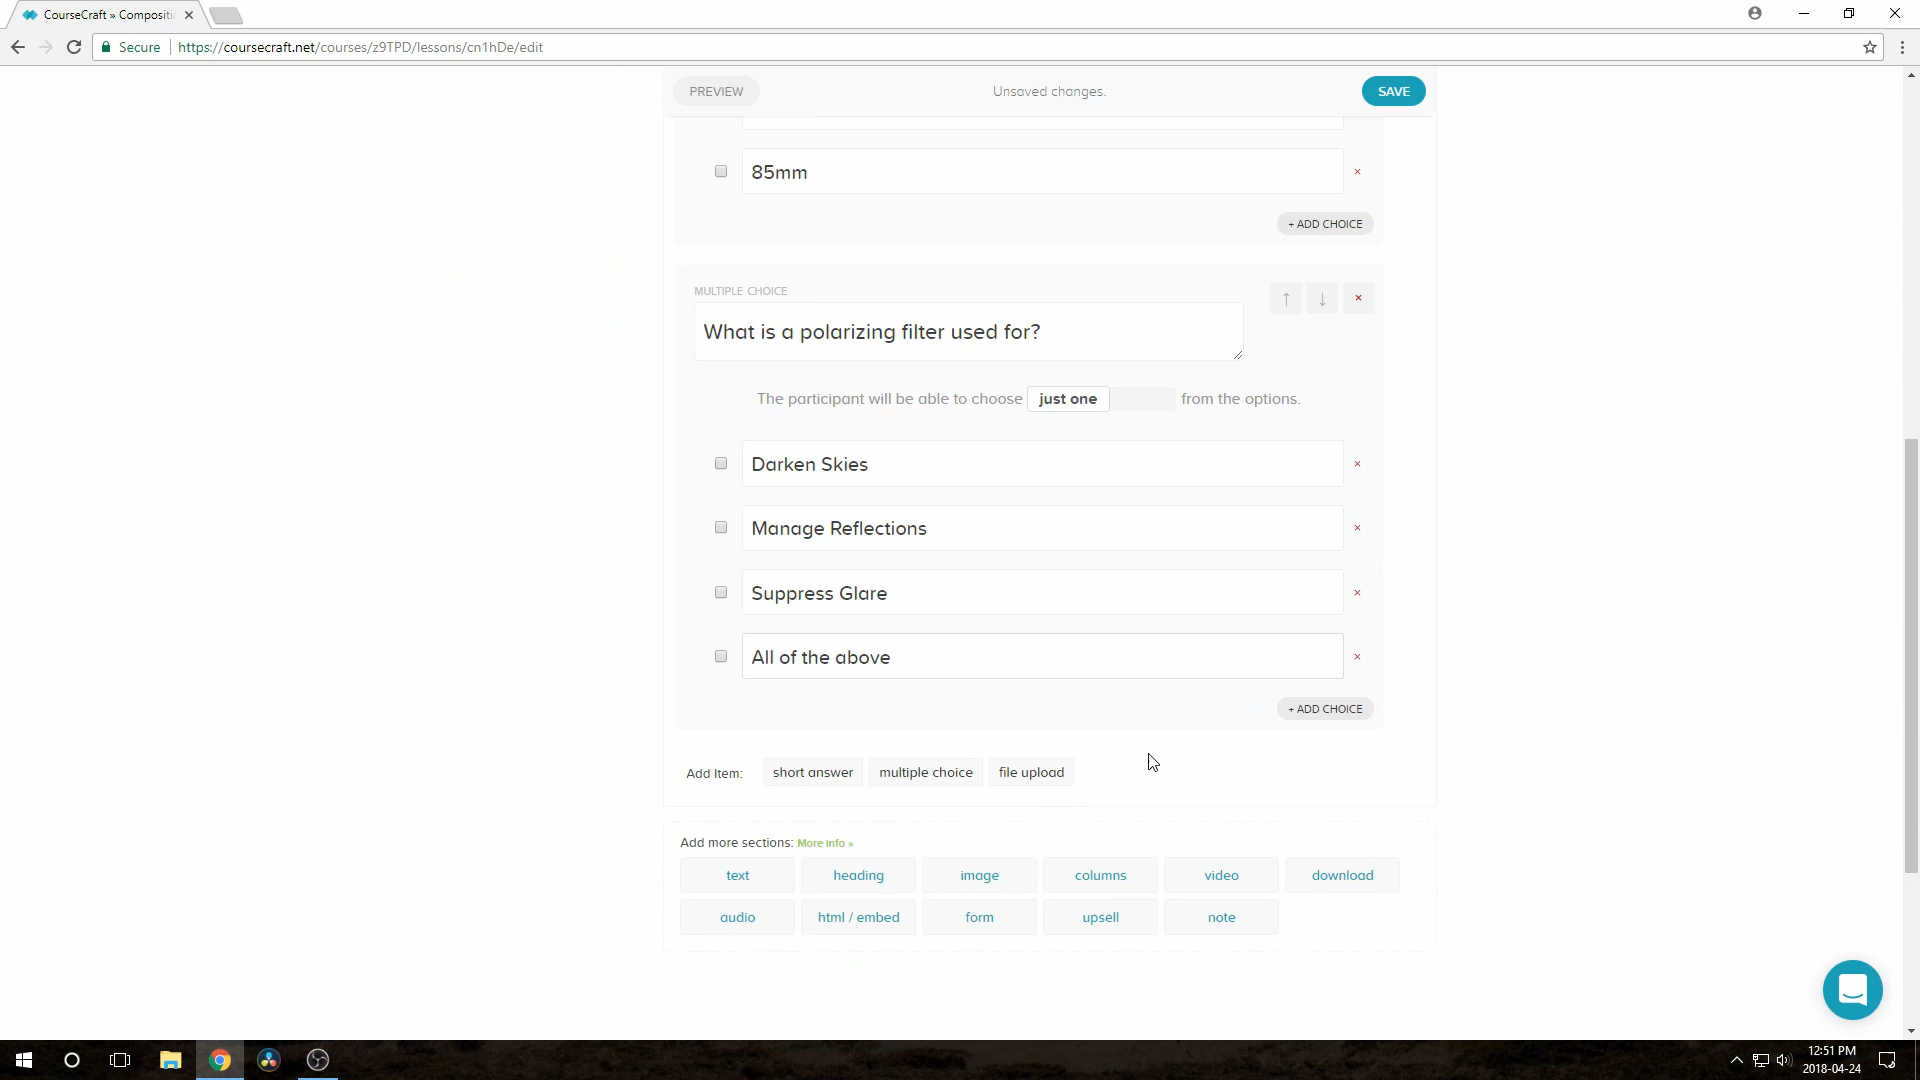 CourseCraft » Compositi
Secure
https://coursecraft.net/courses/z9TPD/lessons/cn1hDe/edit
PREVIEW
Unsaved changes.
SAVE
85mm
×
+ ADD CHOICE
MULTIPLE CHOICE
↑ ↓ ×
What is a polarizing filter used for?
The participant will be able to choose just one from the options.
Darken Skies
×
Manage Reflections
×
Suppress Glare
×
All of the above
×
+ ADD CHOICE
Add Item: short answer multiple choice file upload
Add more sections: More info »
text heading image columns video download
audio html / embed form upsell note
12:51 PM
2018-04-24